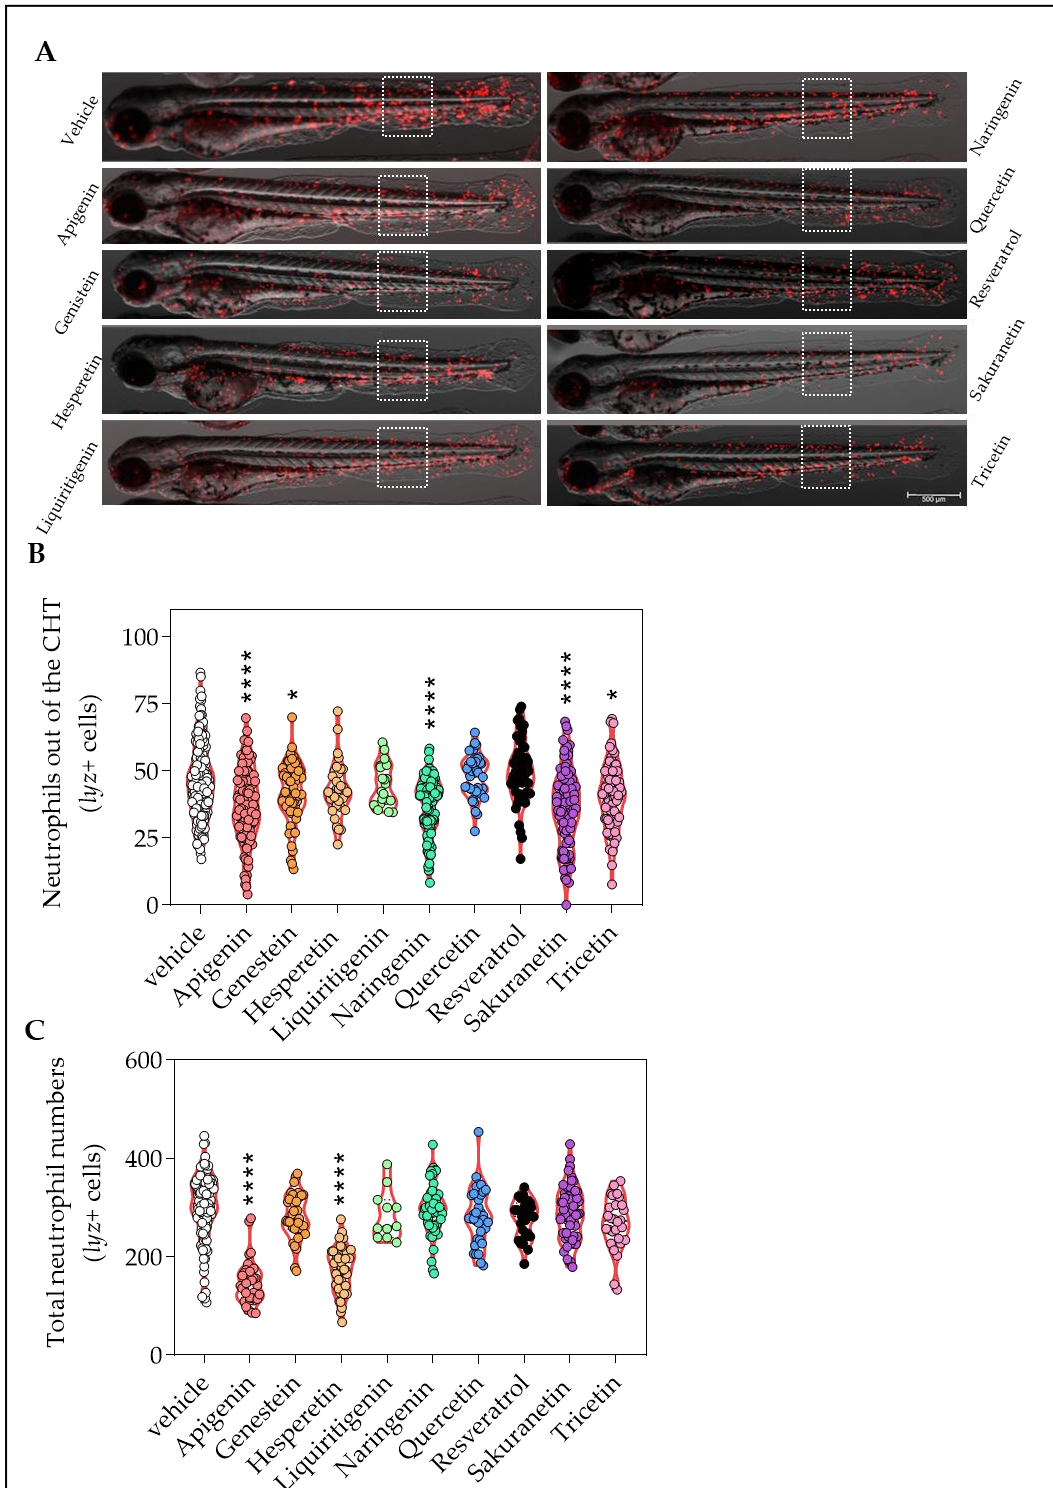 A
Vehicle
Apigenin
Genistein
Hesperetin
Liquiritigenin
Naringenin
Quercetin
Resveratrol
Sakuranetin
Tricetin
500 µm
B
Neutrophils out of the CHT
(lyz+ cells)
100
75
50
25
0
****
*
****
****
*
vehicle
Apigenin
Genestein
Hesperetin
Liquiritigenin
Naringenin
Quercetin
Resveratrol
Sakuranetin
Tricetin
C
Total neutrophil numbers
(lyz+ cells)
600
400
200
0
****
****
vehicle
Apigenin
Genestein
Hesperetin
Liquiritigenin
Naringenin
Quercetin
Resveratrol
Sakuranetin
Tricetin